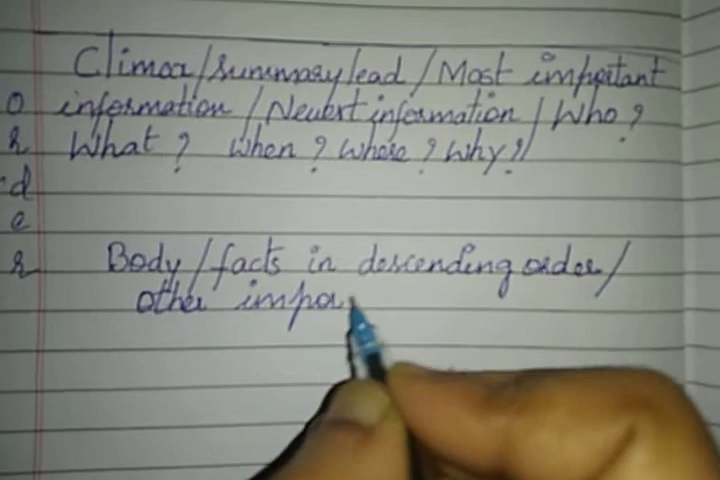 Climax/summary lead/Most important
o information/Newest information/Who?
r What? When? Where? Why?/
d
e
r Body/facts in descending order/
other impor